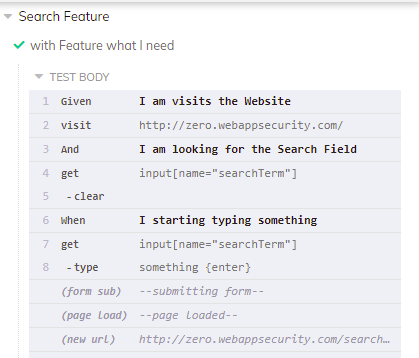 Search Feature
with Feature what I need
TEST BODY
1 Given I am visits the Website
2 visit http://zero.webappsecurity.com/
3 And I am looking for the Search Field
4 get input[name="searchTerm"]
5 -clear
6 When I starting typing something
7 get input[name="searchTerm"]
8 -type something {enter}
(form sub) --submitting form--
(page load) --page loaded--
(new url) http://zero.webappsecurity.com/search…